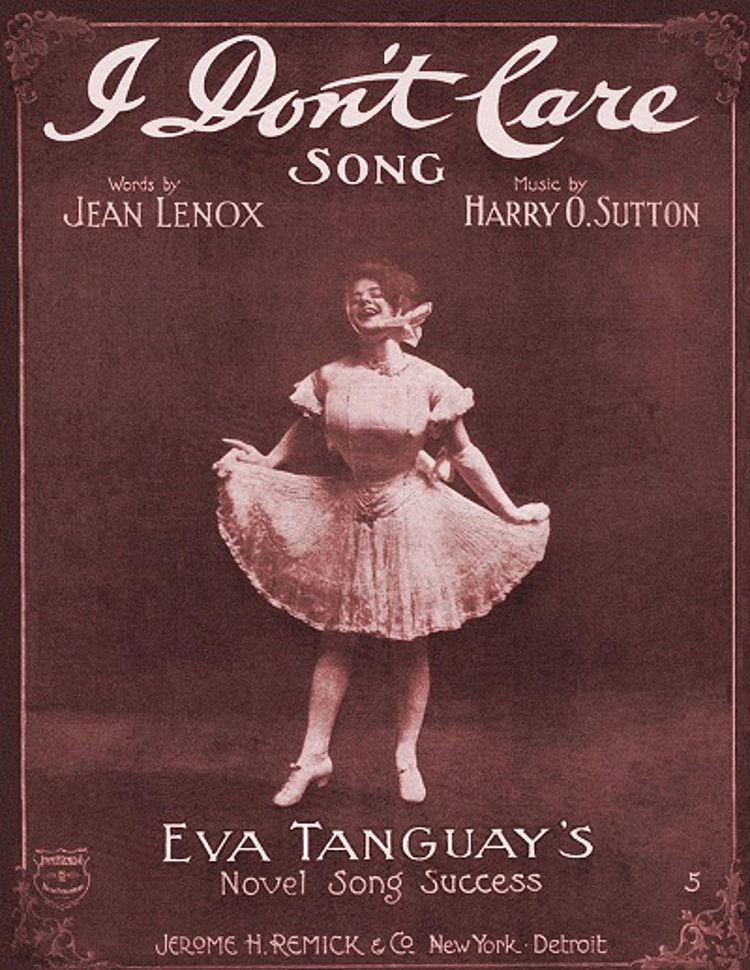 I Don't Care
SONG
Words by
JEAN LENOX
Music by
HARRY O. SUTTON
EVA TANGUAY'S
Novel Song Success
5
JEROME H. REMICK & Co New York · Detroit